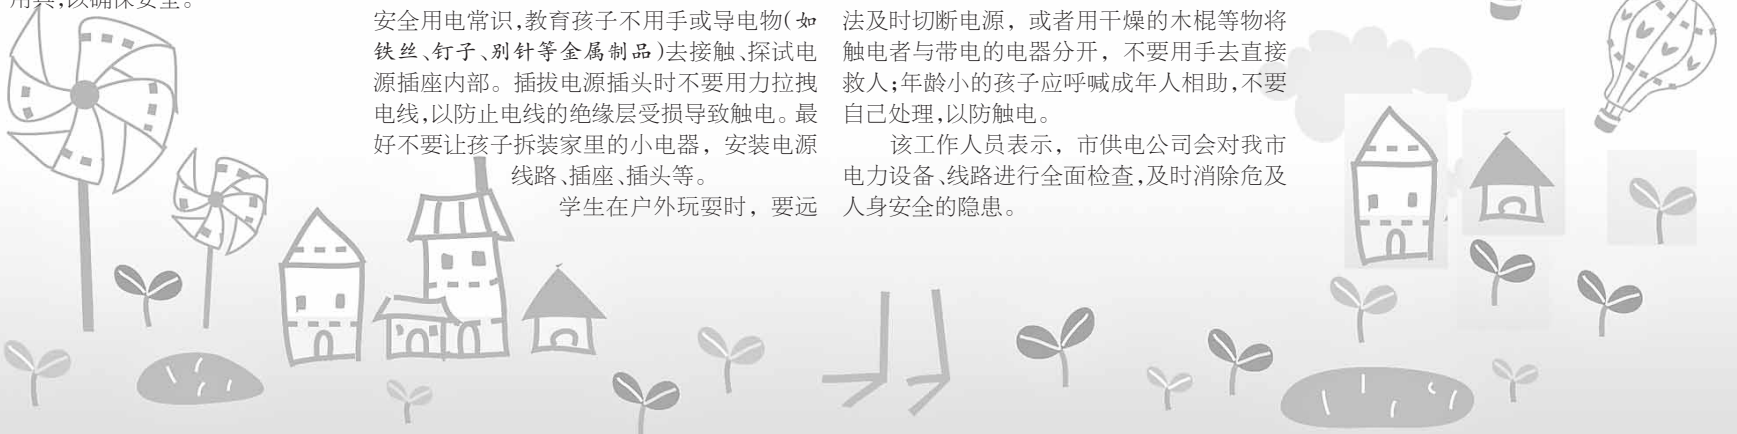 用具,以确保安全。
安全用电常识,教育孩子不用手或导电物(如
铁丝、钉子、别针等金属制品)去接触、探试电
源插座内部。插拔电源插头时不要用力拉拽
电线,以防止电线的绝缘层受损导致触电。最
好不要让孩子拆装家里的小电器,安装电源
线路、插座、插头等。
学生在户外玩耍时,要远
法及时切断电源,或者用干燥的木棍等物将
触电者与带电的电器分开,不要用手去直接
救人;年龄小的孩子应呼喊成年人相助,不要
自己处理,以防触电。
该工作人员表示,市供电公司会对我市
电力设备、线路进行全面检查,及时消除危及
人身安全的隐患。